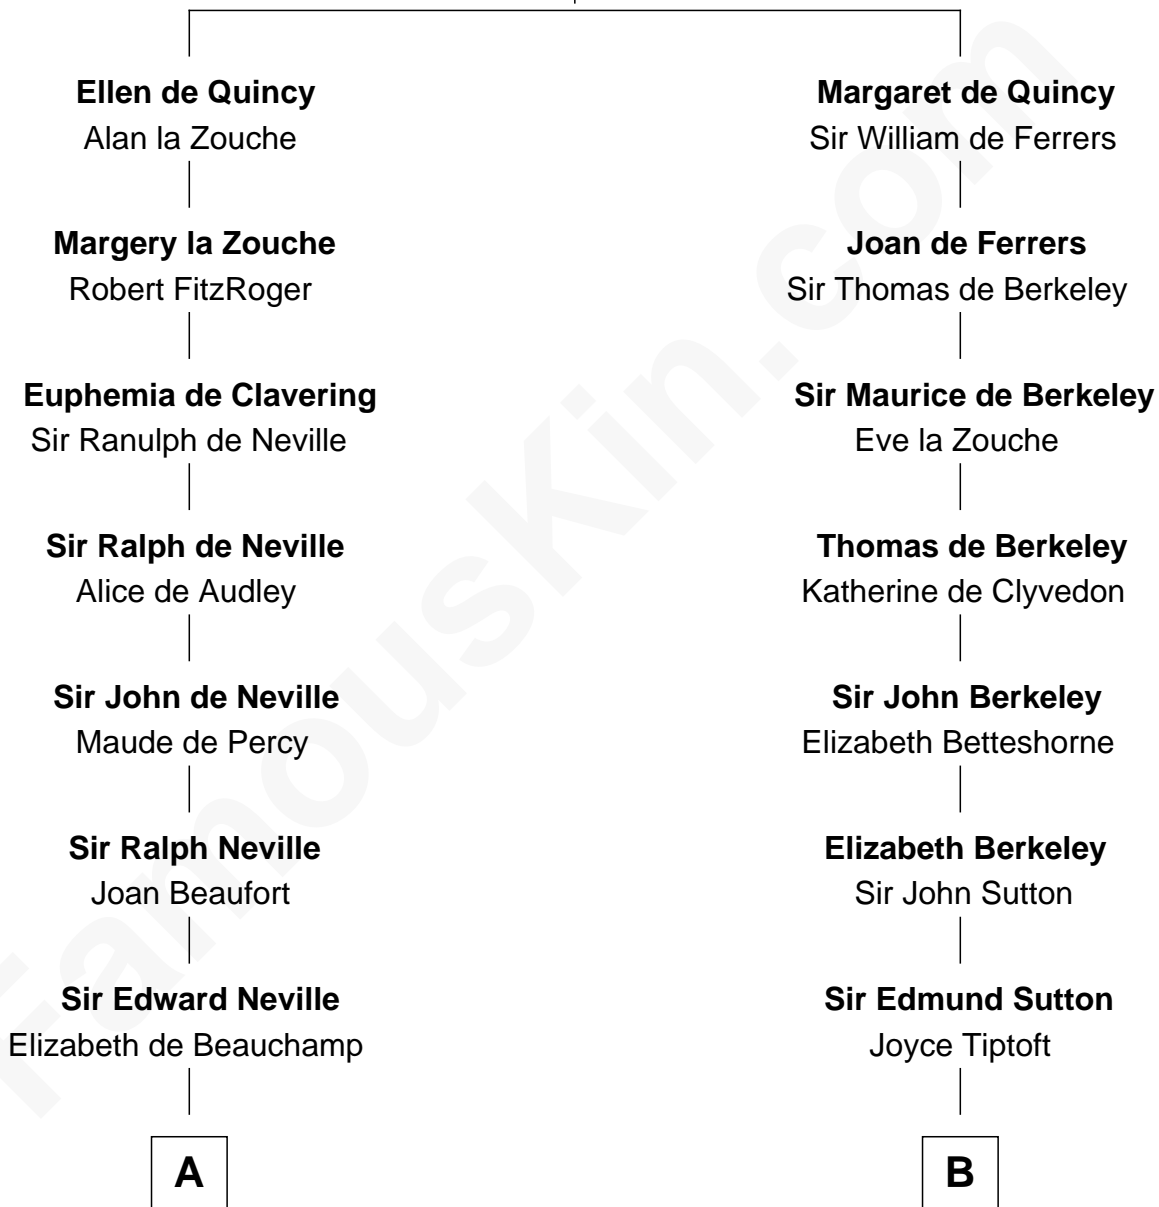 Ellen de Quincy
Alan la Zouche
Margaret de Quincy
Sir William de Ferrers
Margery la Zouche
Robert FitzRoger
Joan de Ferrers
Sir Thomas de Berkeley
Euphemia de Clavering
Sir Ranulph de Neville
Sir Maurice de Berkeley
Eve la Zouche
Sir Ralph de Neville
Alice de Audley
Thomas de Berkeley
Katherine de Clyvedon
Sir John de Neville
Maude de Percy
Sir John Berkeley
Elizabeth Betteshorne
Sir Ralph Neville
Joan Beaufort
Elizabeth Berkeley
Sir John Sutton
Sir Edward Neville
Elizabeth de Beauchamp
Sir Edmund Sutton
Joyce Tiptoft
A
B
FamousKin.com